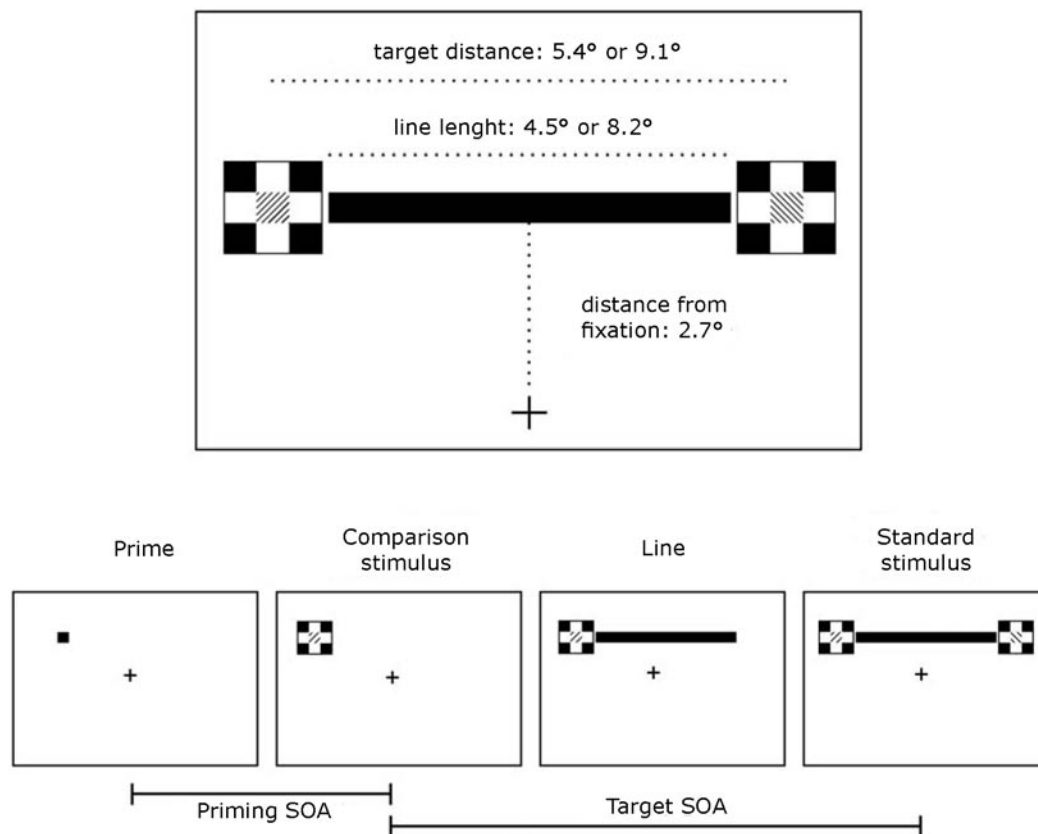 target distance: 5.4° or 9.1°
line lenght: 4.5° or 8.2°
distance from
fixation: 2.7°
Prime
Comparison
stimulus
Line
Standard
stimulus
Priming SOA
Target SOA